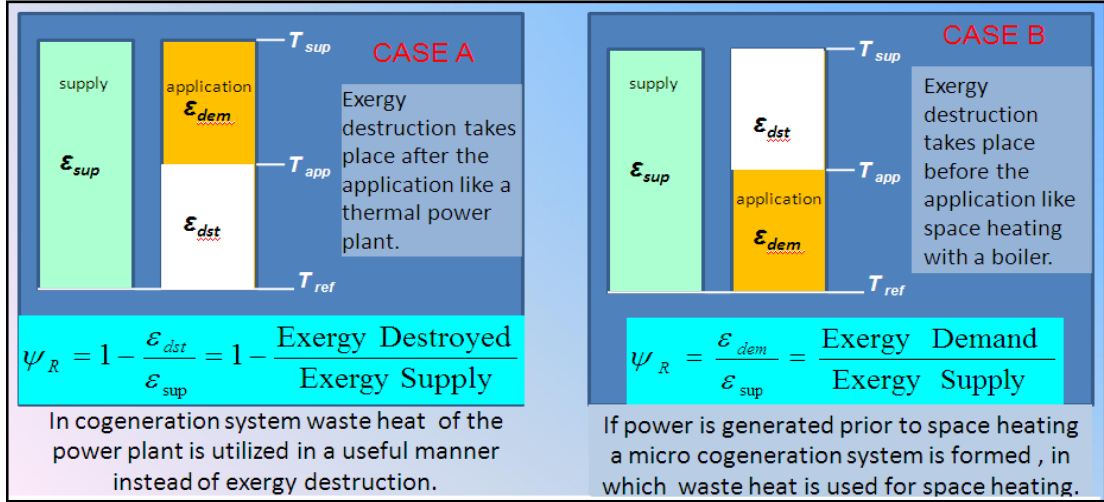 CASE A
supply
ε_sup
application
ε_dem
ε_dst
T_sup
T_app
T_ref
Exergy
destruction takes
place after the
application like a
thermal power
plant.
ψ_R = 1 − ε_dst / ε_sup = 1 − Exergy Destroyed / Exergy Supply
In cogeneration system waste heat of the
power plant is utilized in a useful manner
instead of exergy destruction.
CASE B
supply
ε_sup
ε_dst
application
ε_dem
T_sup
T_app
T_ref
Exergy
destruction
takes place
before the
application like
space heating
with a boiler.
ψ_R = ε_dem / ε_sup = Exergy Demand / Exergy Supply
If power is generated prior to space heating
a micro cogeneration system is formed , in
which waste heat is used for space heating.